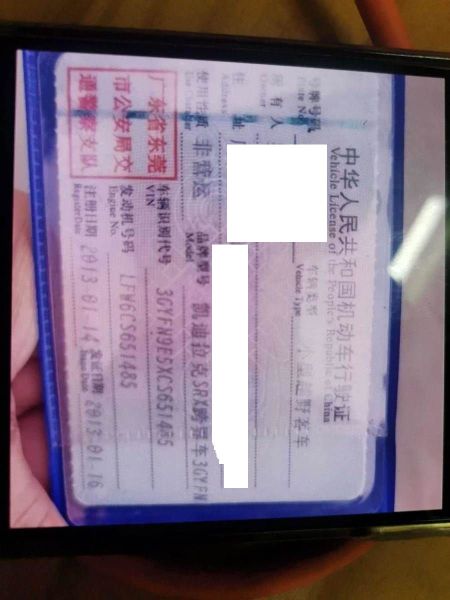 中华人民共和国机动车行驶证
Vehicle License of the People's Republic of China
号牌号码 车辆类型 小型越野客车
Plate No. Vehicle Type
所有人
Owner
住址
Address
使用性质 非营运 品牌型号 凯迪拉克SRX跨界车3GYFN
Use Character Model
广东省东莞
市公安局交
通警察支队
车辆识别代号 3GYFN9E5XCS651485
VIN
发动机号码 LFW6CS651485
Engine No.
注册日期 2013-01-14 发证日期 2013-01-16
Register Date Issue Date